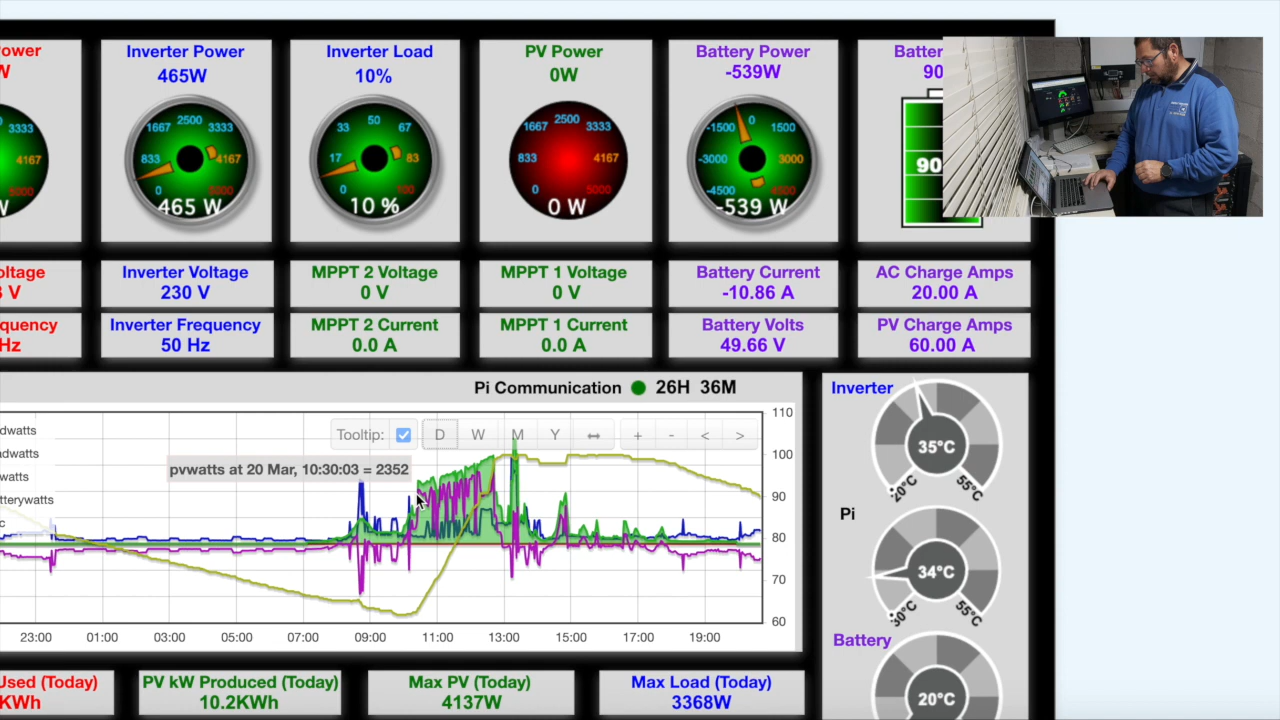 ower
W
3333
4167
5000
W
Inverter Power
465W
2500
1667
3333
833
4167
0
5000
465 W
Inverter Load
10%
50
33
67
17
83
0
100
10 %
PV Power
0W
2500
1667
3333
833
4167
0
5000
0 W
Battery Power
-539W
0
-1500
1500
-3000
3000
-4500
4500
-539 W
Batter
90
90
oltage
V
Inverter Voltage
230 V
MPPT 2 Voltage
0 V
MPPT 1 Voltage
0 V
Battery Current
-10.86 A
AC Charge Amps
20.00 A
quency
Hz
Inverter Frequency
50 Hz
MPPT 2 Current
0.0 A
MPPT 1 Current
0.0 A
Battery Volts
49.66 V
PV Charge Amps
60.00 A
Pi Communication 26H 36M
Tooltip: D W M Y + - < >
dwatts
adwatts
watts
tterywatts
c
pvwatts at 20 Mar, 10:30:03 = 2352
110
100
90
80
70
60
23:00 01:00 03:00 05:00 07:00 09:00 11:00 13:00 15:00 17:00 19:00
Inverter
35°C
20°C 55°C
Pi
34°C
30°C 55°C
Battery
20°C
Used (Today)
KWh
PV kW Produced (Today)
10.2KWh
Max PV (Today)
4137W
Max Load (Today)
3368W